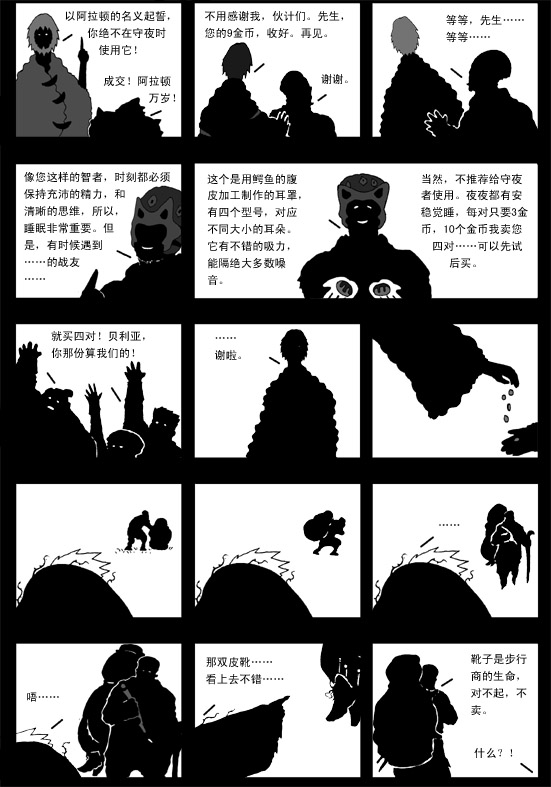 以阿拉顿的名义起誓，
你绝不在守夜时
使用它！
成交！阿拉顿
万岁！
不用感谢我，伙计们。先生，
您的9金币，收好。再见。
谢谢。
等等，先生……
等等……
像您这样的智者，时刻都必须
保持充沛的精力，和
清晰的思维，所以，
睡眠非常重要。但
是，有时候遇到
……的战友
……
这个是用鳄鱼的腹
皮加工制作的耳罩，
有四个型号，对应
不同大小的耳朵。
它有不错的吸力，
能隔绝大多数噪
音。
当然，不推荐给守夜
者使用。夜夜都有安
稳觉睡，每对只要3金
币，10个金币我卖您
四对……可以先试
后买。
就买四对！贝利亚，
你那份算我们的！
……
谢啦。
……
唔……
那双皮靴……
看上去不错……
靴子是步行
商的生命，
对不起，不
卖。
什么？！